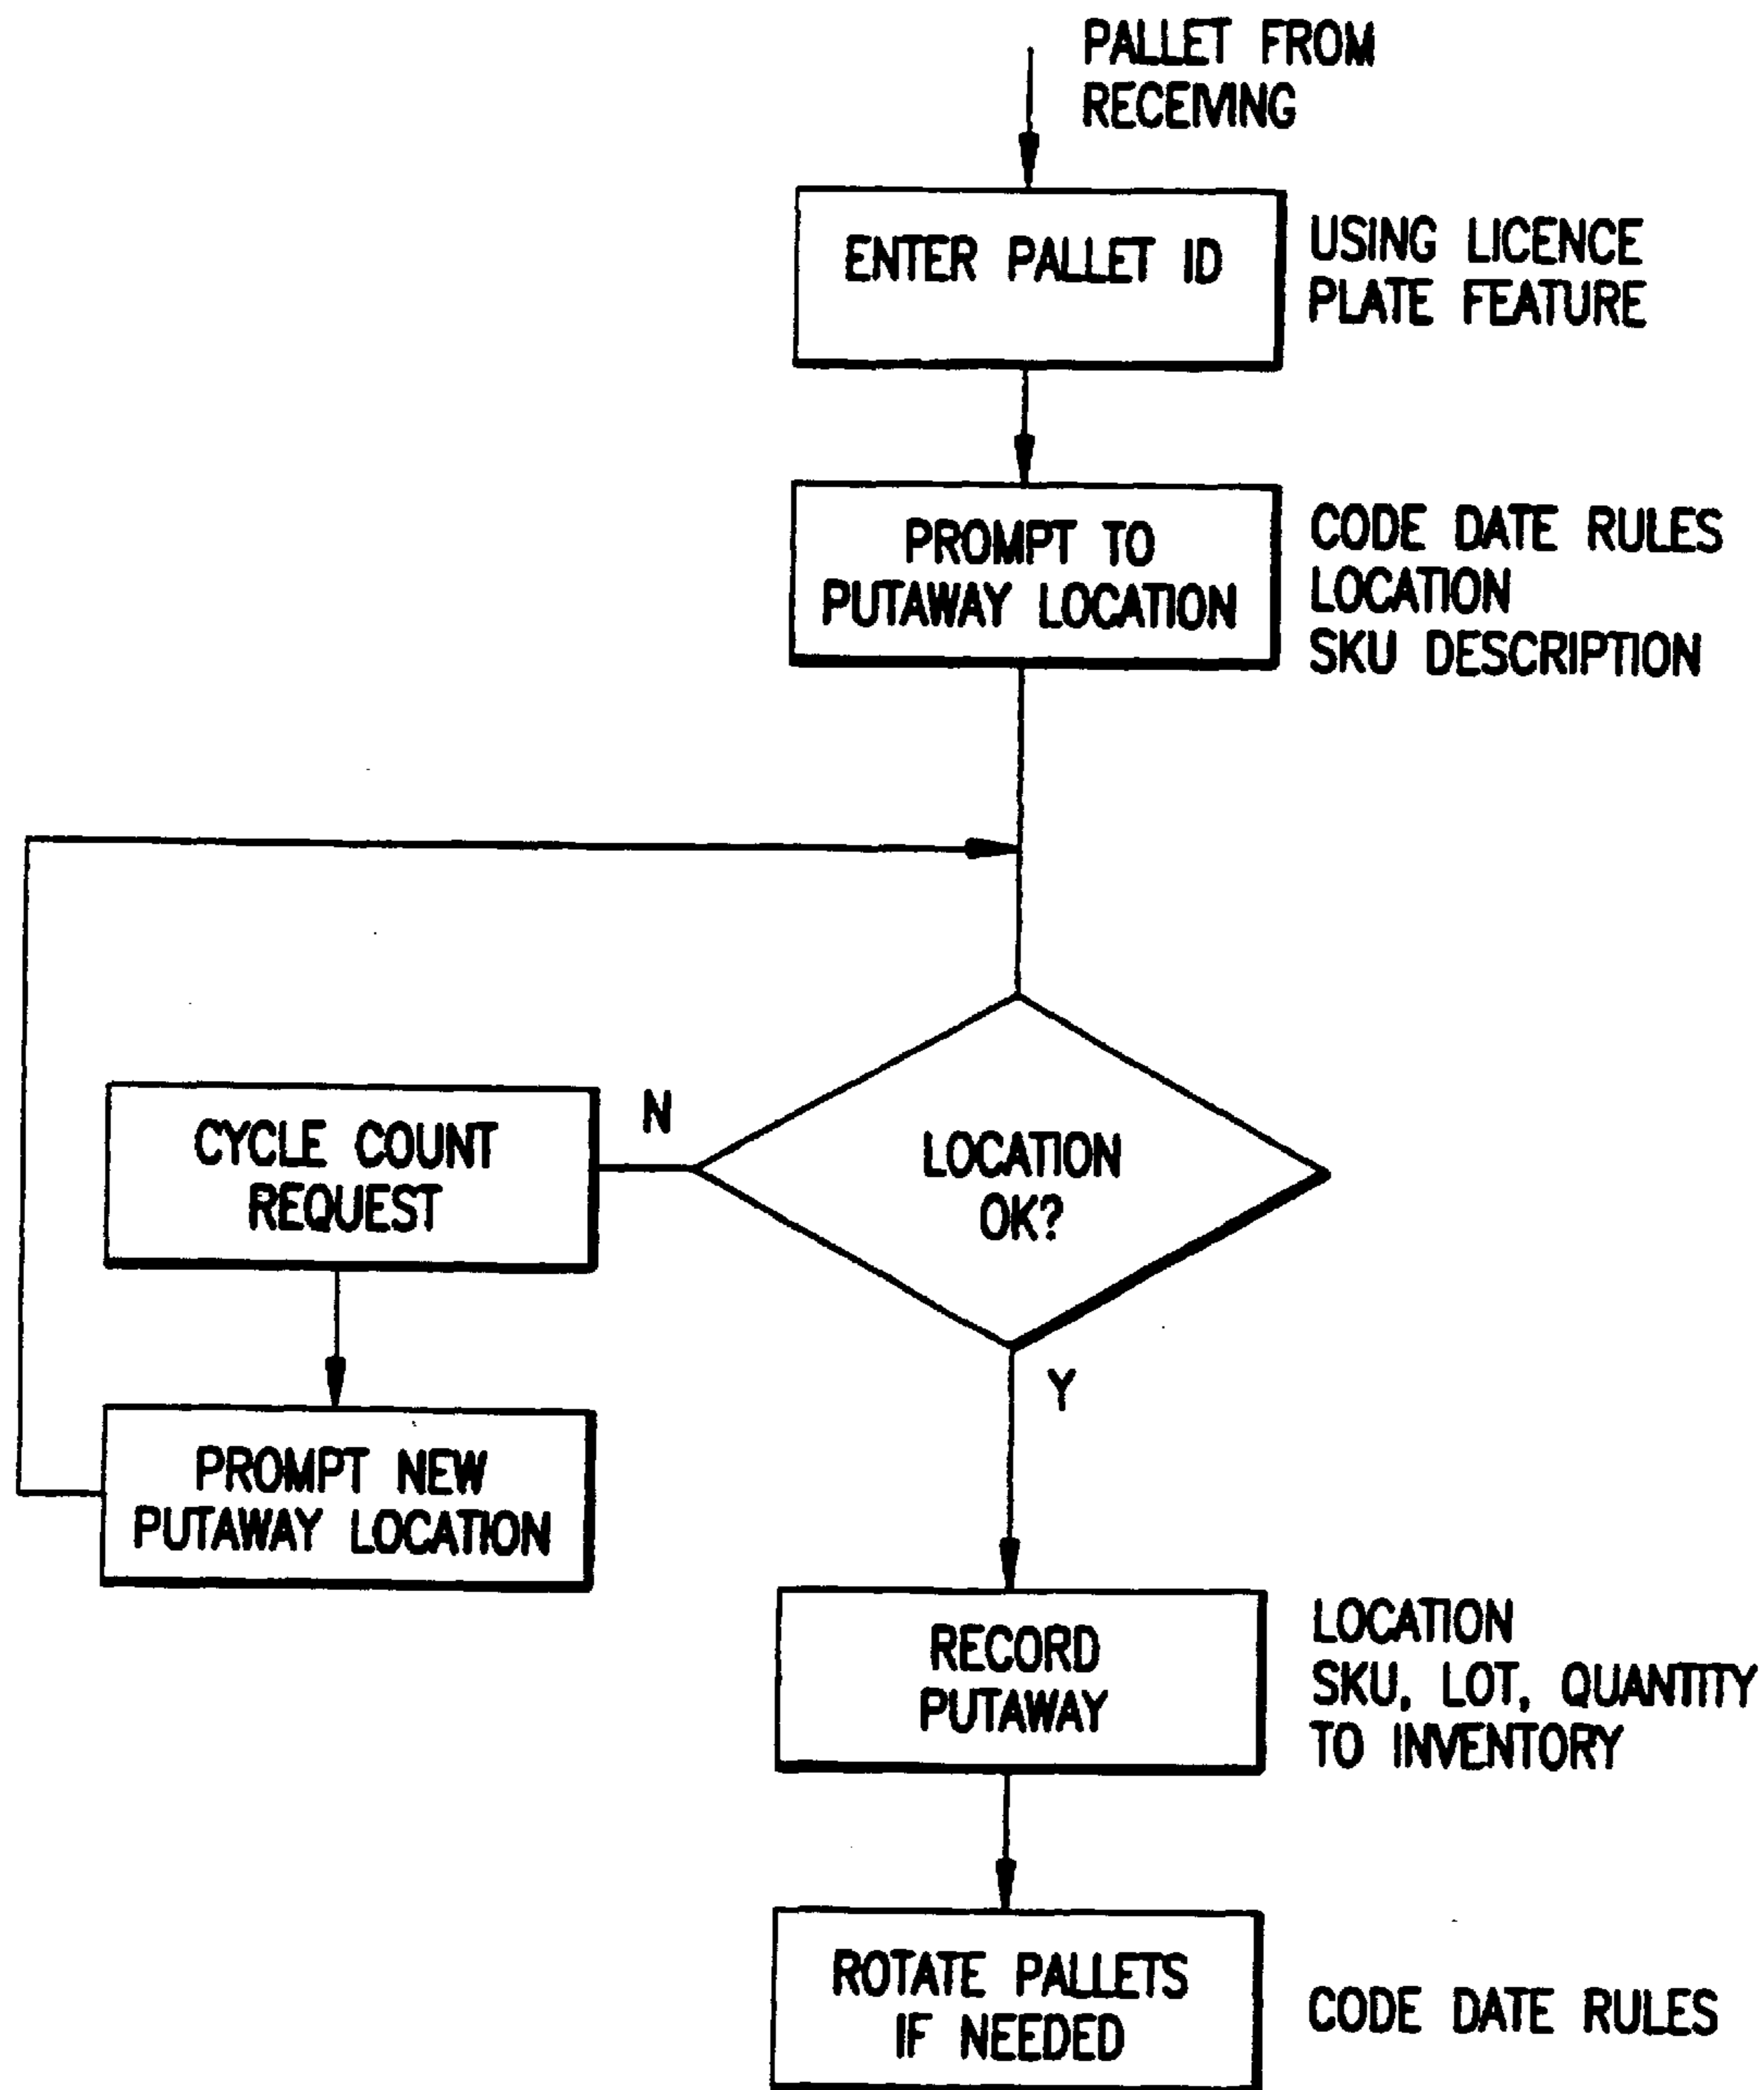 PALLET FROM
RECEIVING
ENTER PALLET ID
USING LICENCE
PLATE FEATURE
PROMPT TO
PUTAWAY LOCATION
CODE DATE RULES
LOCATION
SKU DESCRIPTION
LOCATION
OK?
N
CYCLE COUNT
REQUEST
PROMPT NEW
PUTAWAY LOCATION
Y
RECORD
PUTAWAY
LOCATION
SKU, LOT, QUANTITY
TO INVENTORY
ROTATE PALLETS
IF NEEDED
CODE DATE RULES